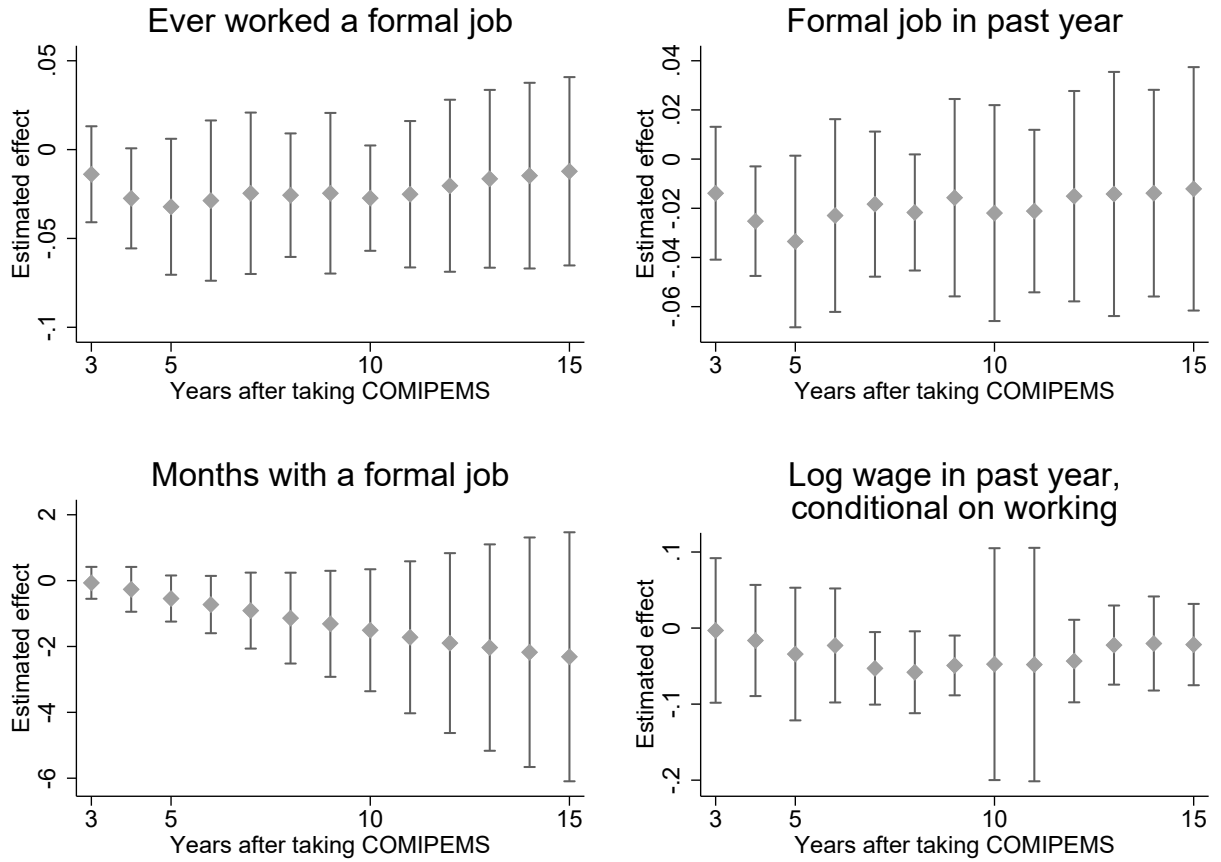 Ever worked a formal job
Estimated effect
.05
0
-.05
-.1
3
5
10
15
Years after taking COMIPEMS
Formal job in past year
Estimated effect
.04
.02
0
-.02
-.04
-.06
3
5
10
15
Years after taking COMIPEMS
Months with a formal job
Estimated effect
2
0
-2
-4
-6
3
5
10
15
Years after taking COMIPEMS
Log wage in past year,
conditional on working
Estimated effect
.1
0
-.1
-.2
3
5
10
15
Years after taking COMIPEMS